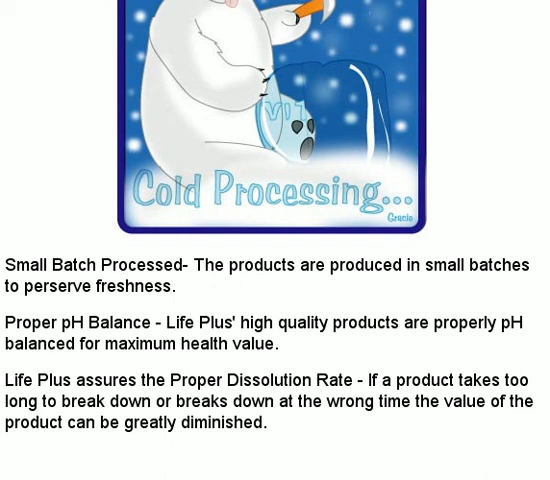 Cold Processing...
Gracie
Small Batch Processed- The products are produced in small batches
to perserve freshness.
Proper pH Balance - Life Plus' high quality products are properly pH
balanced for maximum health value.
Life Plus assures the Proper Dissolution Rate - If a product takes too
long to break down or breaks down at the wrong time the value of the
product can be greatly diminished.